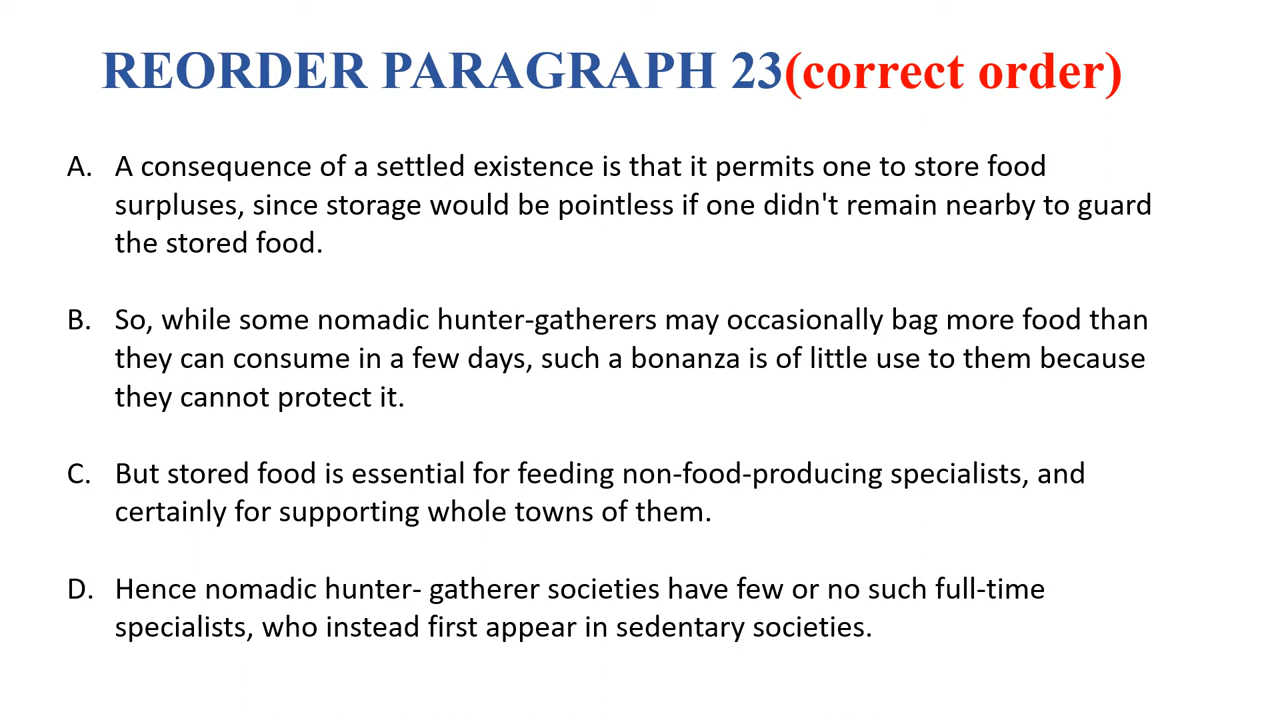 REORDER PARAGRAPH 23(correct order)
A. A consequence of a settled existence is that it permits one to store food
surpluses, since storage would be pointless if one didn't remain nearby to guard
the stored food.
B. So, while some nomadic hunter-gatherers may occasionally bag more food than
they can consume in a few days, such a bonanza is of little use to them because
they cannot protect it.
C. But stored food is essential for feeding non-food-producing specialists, and
certainly for supporting whole towns of them.
D. Hence nomadic hunter- gatherer societies have few or no such full-time
specialists, who instead first appear in sedentary societies.